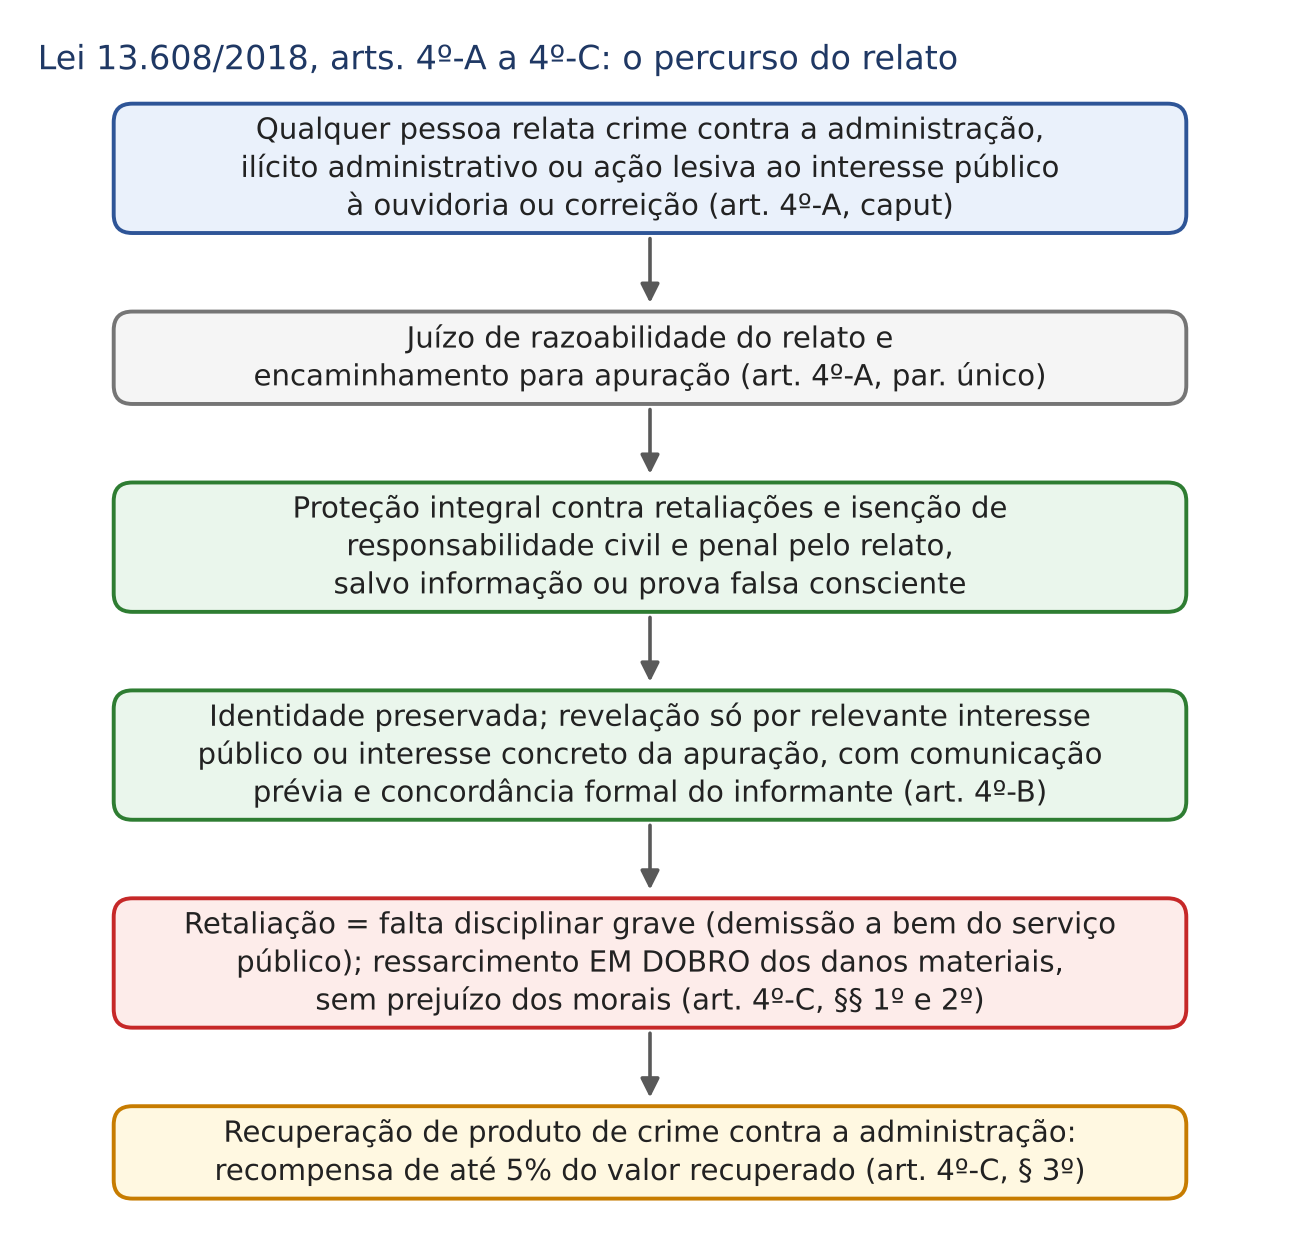 Lei 13.608/2018, arts. 4º-A a 4º-C: o percurso do relato
Qualquer pessoa relata crime contra a administração,
ilícito administrativo ou ação lesiva ao interesse público
à ouvidoria ou correição (art. 4º-A, caput)
Juízo de razoabilidade do relato e
encaminhamento para apuração (art. 4º-A, par. único)
Proteção integral contra retaliações e isenção de
responsabilidade civil e penal pelo relato,
salvo informação ou prova falsa consciente
Identidade preservada; revelação só por relevante interesse
público ou interesse concreto da apuração, com comunicação
prévia e concordância formal do informante (art. 4º-B)
Retaliação = falta disciplinar grave (demissão a bem do serviço
público); ressarcimento EM DOBRO dos danos materiais,
sem prejuízo dos morais (art. 4º-C, §§ 1º e 2º)
Recuperação de produto de crime contra a administração:
recompensa de até 5% do valor recuperado (art. 4º-C, § 3º)